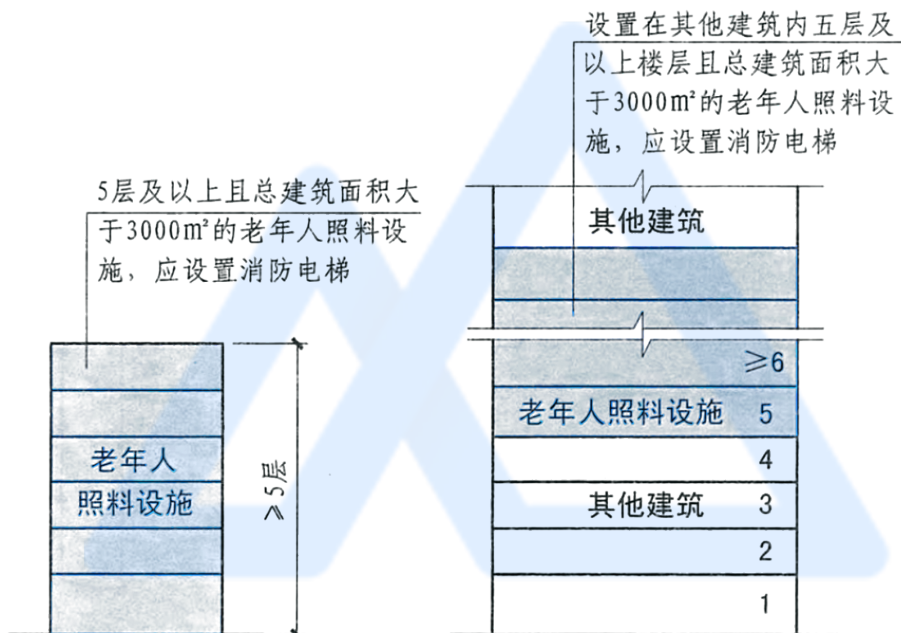 设置在其他建筑内五层及
以上楼层且总建筑面积大
于3000m²的老年人照料设
施，应设置消防电梯
5层及以上且总建筑面积大
于3000m²的老年人照料设
施，应设置消防电梯
老年人
照料设施
≥5层
其他建筑
≥6
老年人照料设施 5
4
其他建筑 3
2
1